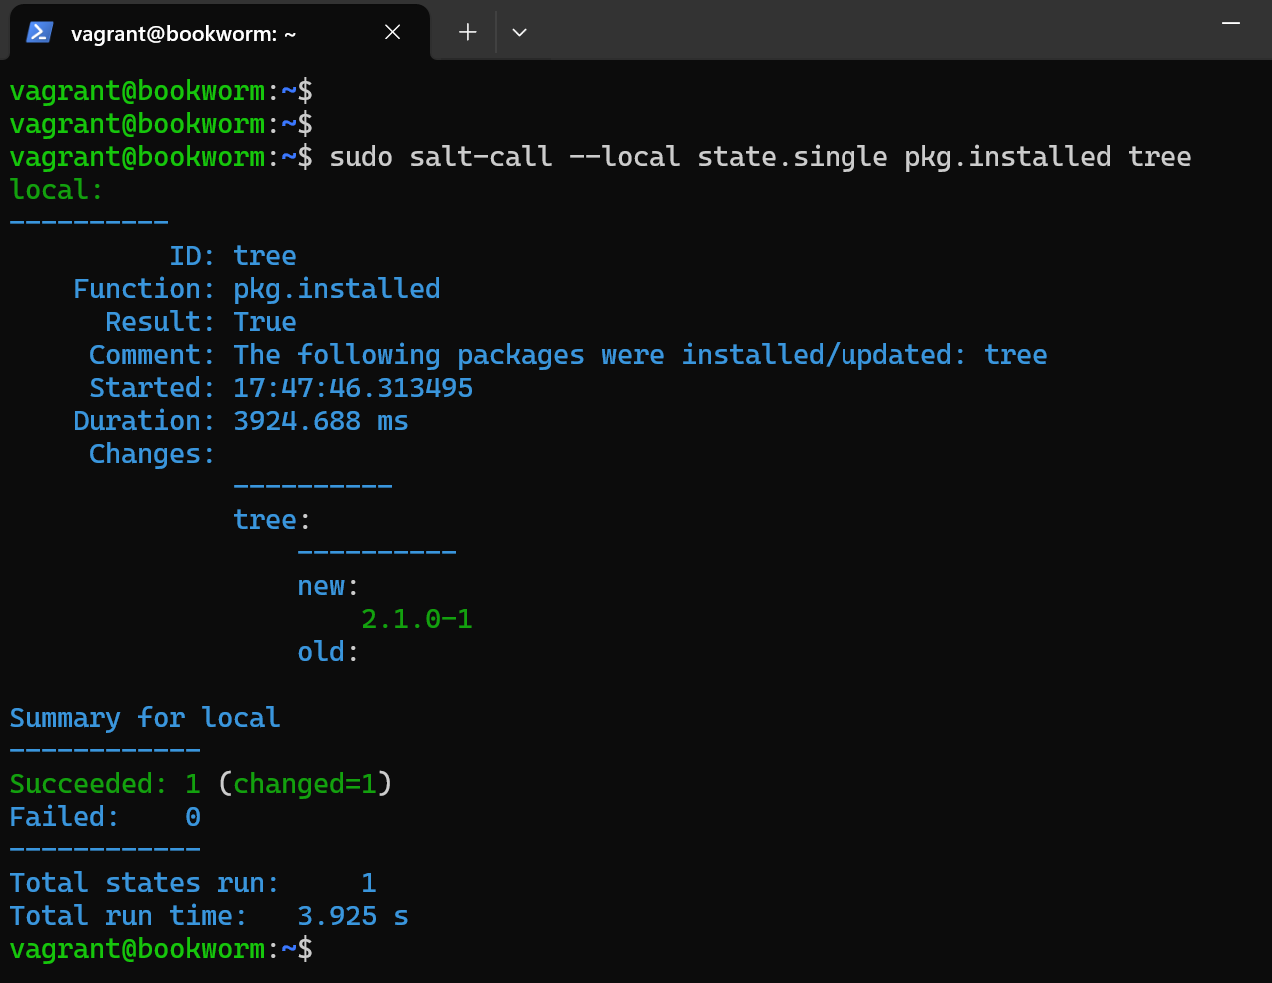 vagrant@bookworm: ~
vagrant@bookworm:~$
vagrant@bookworm:~$
vagrant@bookworm:~$ sudo salt-call --local state.single pkg.installed tree
local:
----------
          ID: tree
    Function: pkg.installed
      Result: True
     Comment: The following packages were installed/updated: tree
     Started: 17:47:46.313495
    Duration: 3924.688 ms
     Changes:
              ----------
              tree:
                  ----------
                  new:
                      2.1.0-1
                  old:

Summary for local
------------
Succeeded: 1 (changed=1)
Failed:    0
------------
Total states run:     1
Total run time:   3.925 s
vagrant@bookworm:~$